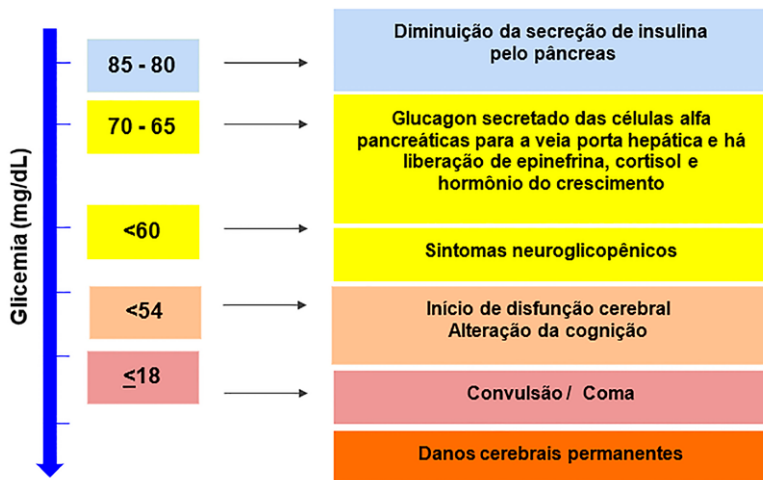 Glicemia (mg/dL)
85 - 80
Diminuição da secreção de insulina
pelo pâncreas
70 - 65
Glucagon secretado das células alfa
pancreáticas para a veia porta hepática e há
liberação de epinefrina, cortisol e
hormônio do crescimento
<60
Sintomas neuroglicopênicos
<54
Início de disfunção cerebral
Alteração da cognição
≤18
Convulsão / Coma
Danos cerebrais permanentes